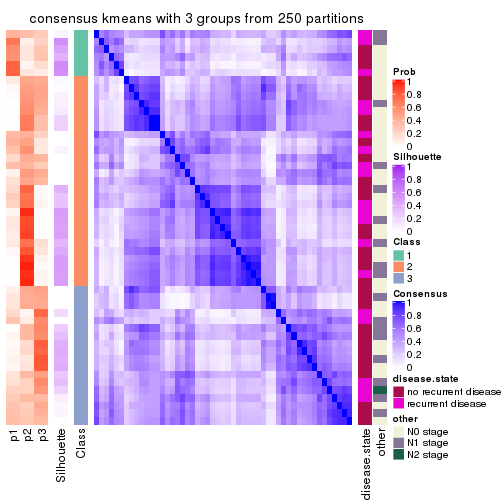 consensus kmeans with 3 groups from 250 partitions
Prob
1
0.8
0.6
0.4
0.2
0
Silhouette
1
0.8
0.6
0.4
0.2
0
Class
1
2
3
Consensus
1
0.8
0.6
0.4
0.2
0
disease.state
no recurrent disease
recurrent disease
other
N0 stage
N1 stage
N2 stage
p1
p2
p3
Silhouette
Class
disease.state
other